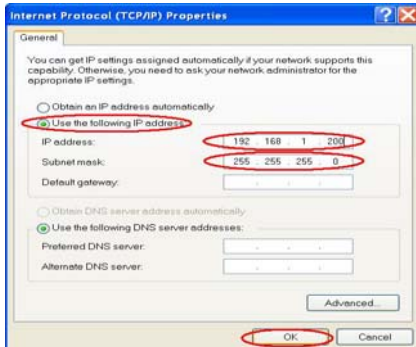 Internet Protocol (TCP/IP) Properties
General
You can get IP settings assigned automatically if your network supports this
capability. Otherwise, you need to ask your network administrator for the
appropriate IP settings.
Obtain an IP address automatically
Use the following IP address:
IP address: 192 . 168 . 1 . 200
Subnet mask: 255 . 255 . 255 . 0
Default gateway: . . .
Obtain DNS server address automatically
Use the following DNS server addresses:
Preferred DNS server: . . .
Alternate DNS server: . . .
Advanced...
OK Cancel